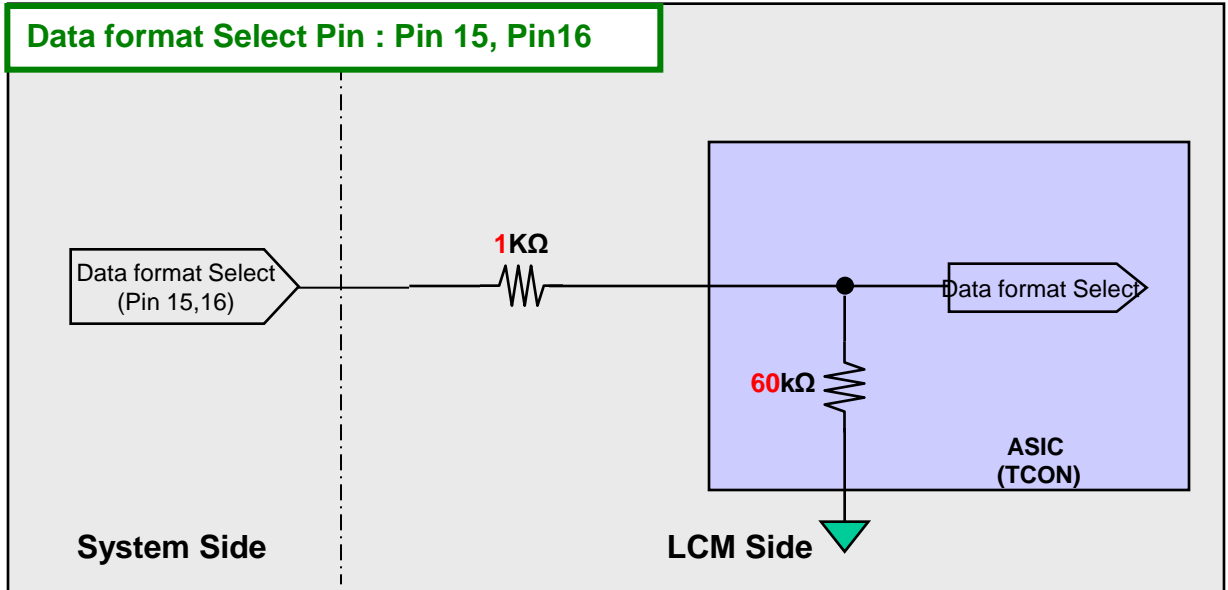 Data format Select Pin : Pin 15, Pin16
1KΩ
Data format Select
(Pin 15,16)
Data format Select
60kΩ
ASIC
(TCON)
System Side
LCM Side